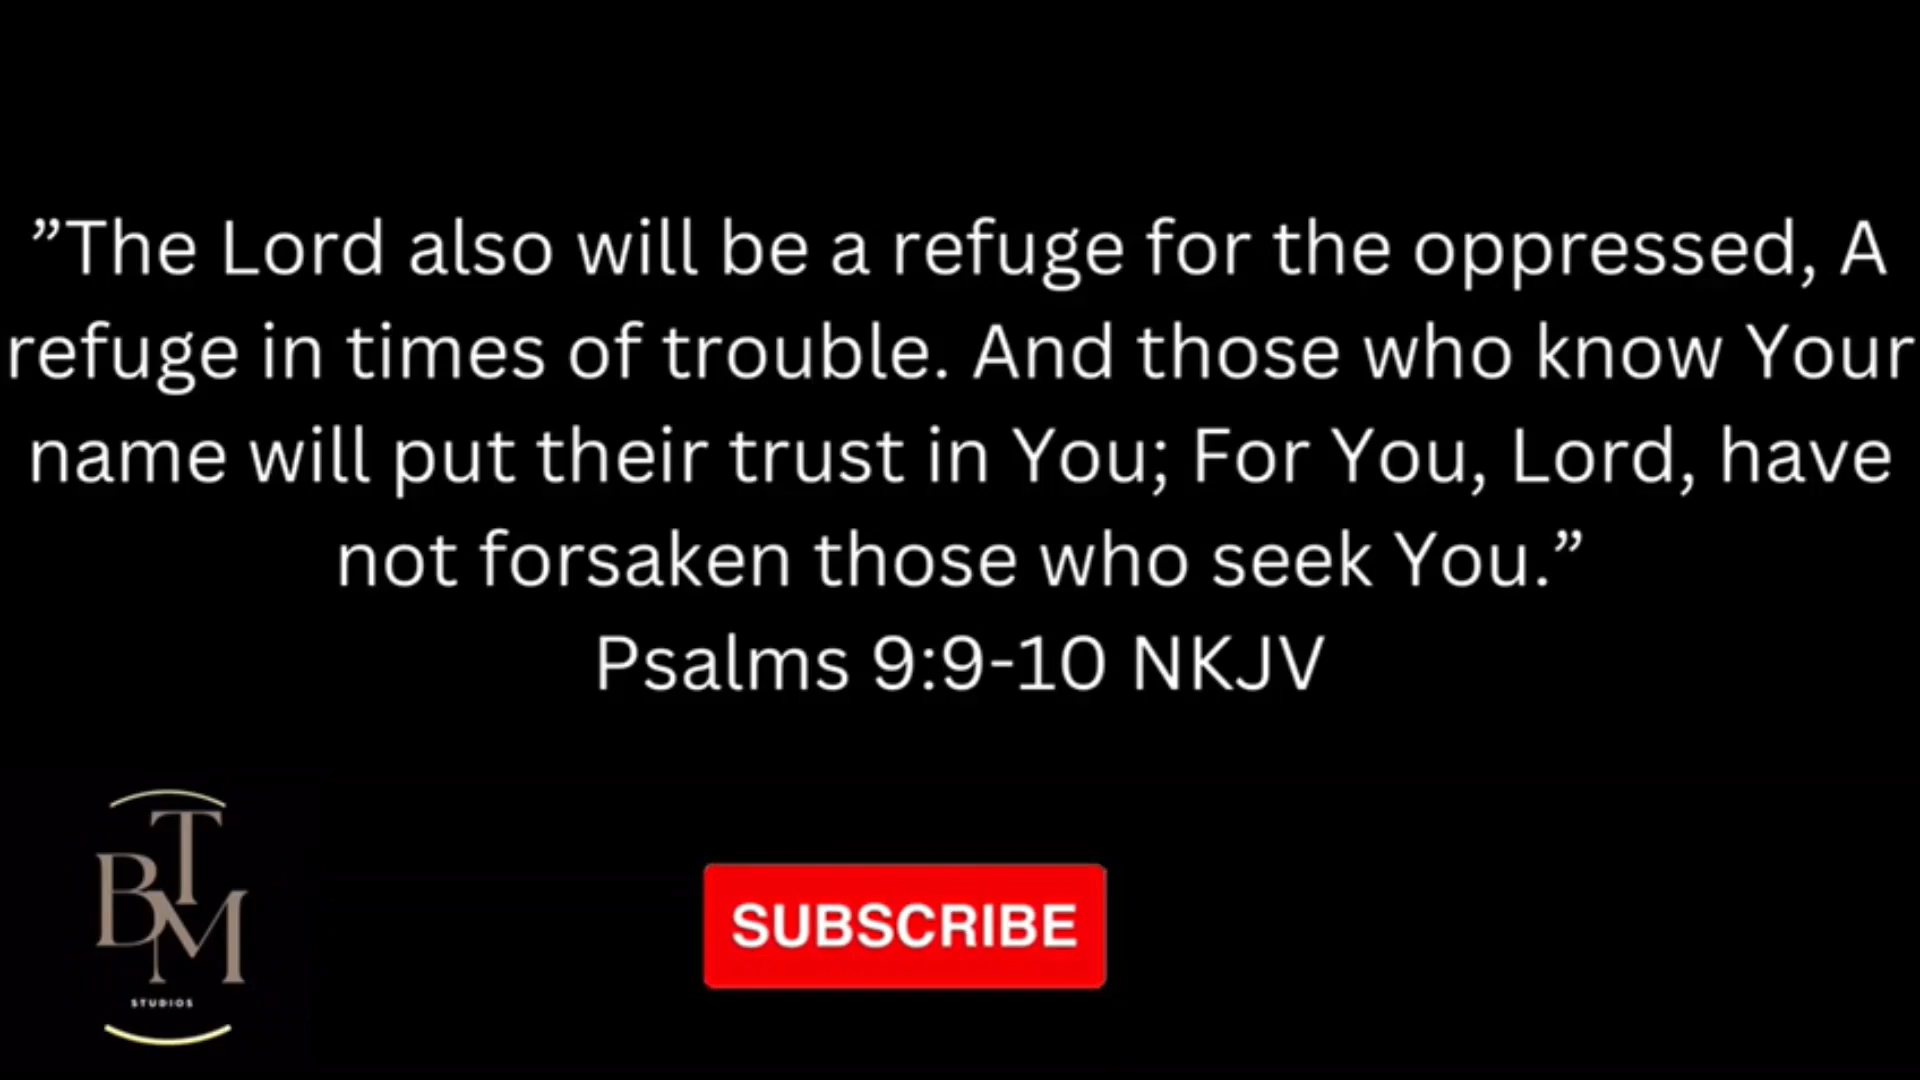 ”The Lord also will be a refuge for the oppressed, A
refuge in times of trouble. And those who know Your
name will put their trust in You; For You, Lord, have
not forsaken those who seek You.”
Psalms 9:9-10 NKJV
BTM
STUDIOS
SUBSCRIBE